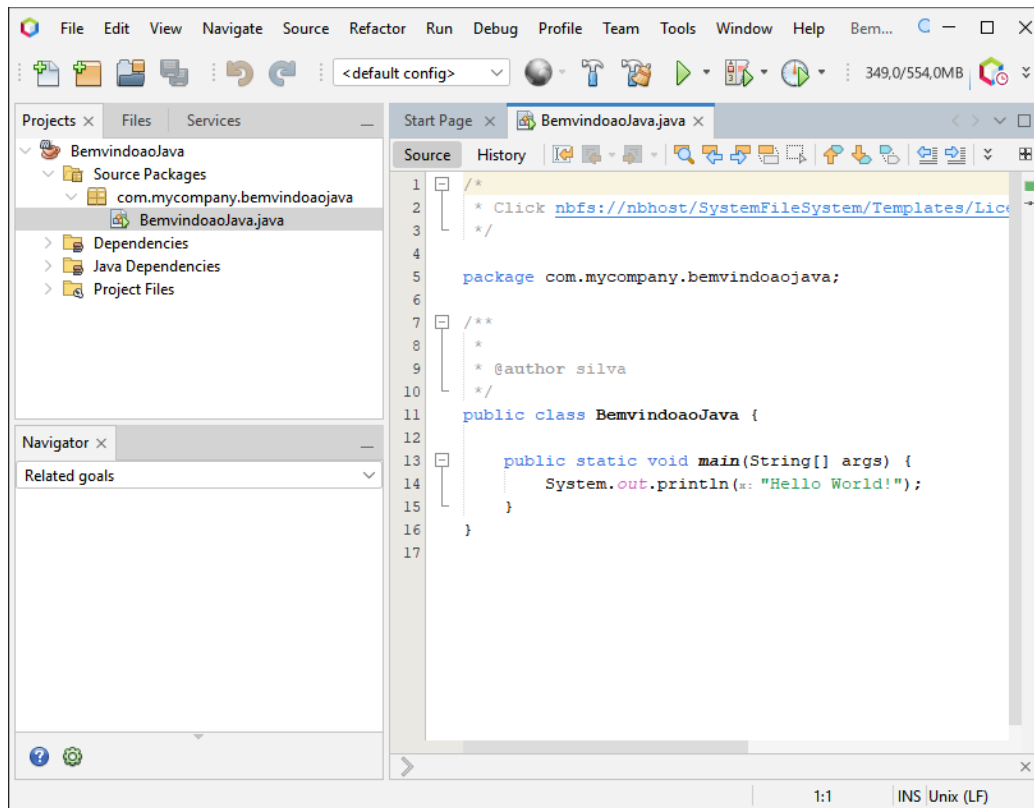 File Edit View Navigate Source Refactor Run Debug Profile Team Tools Window Help Bem...
<default config> 349,0/554,0MB
Projects Files Services
BemvindoaoJava
Source Packages
com.mycompany.bemvindoaojava
BemvindoaoJava.java
Dependencies
Java Dependencies
Project Files
Navigator
Related goals
Start Page BemvindoaoJava.java
Source History
1 /*
2 * Click nbfs://nbhost/SystemFileSystem/Templates/Lice
3 */
4
5 package com.mycompany.bemvindoaojava;
6
7 /**
8 *
9 * @author silva
10 */
11 public class BemvindoaoJava {
12
13 public static void main(String[] args) {
14 System.out.println(x: "Hello World!");
15 }
16 }
17
1:1 INS Unix (LF)